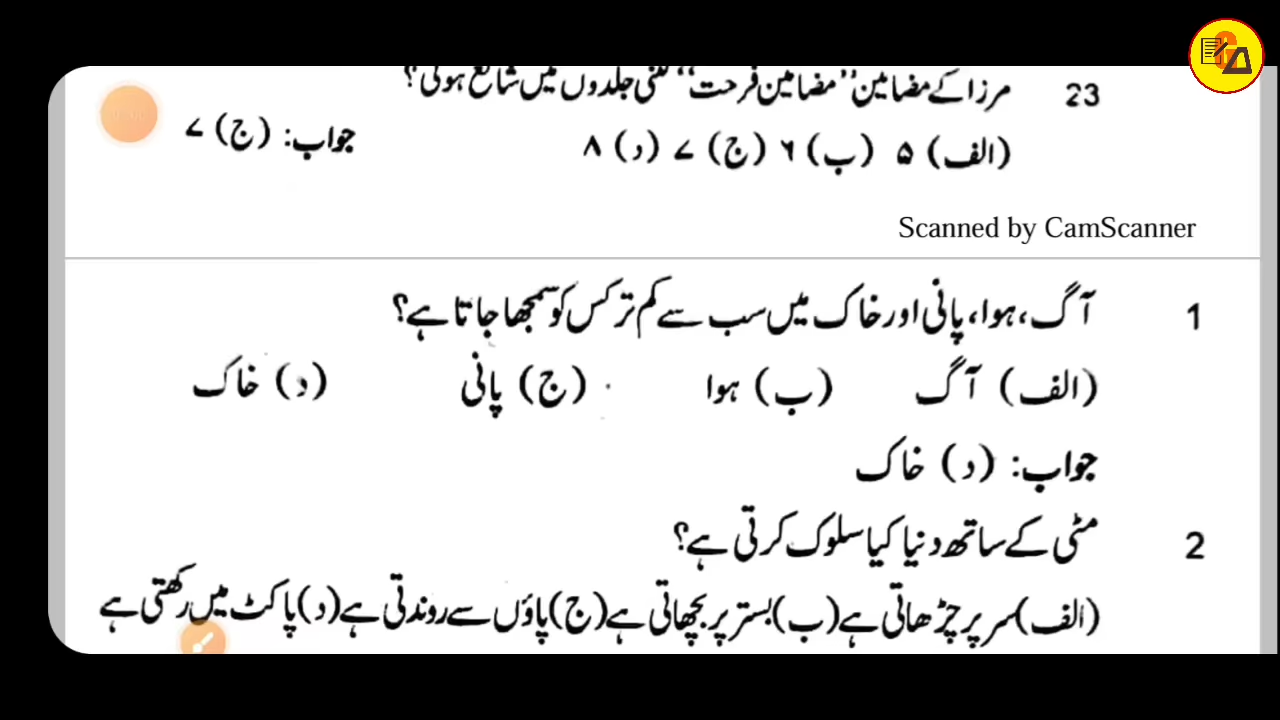 23 مرزا کے مضامین ”مضامین فرحت“ کتنی جلدوں میں شائع ہوئی؟
(الف) ۵ (ب) ۶ (ج) ۷ (د) ۸ جواب: (ج) ۷
Scanned by CamScanner
1 آگ، ہوا، پانی اور خاک میں سب سے کم تر کس کو سمجھا جاتا ہے؟
(الف) آگ (ب) ہوا (ج) پانی (د) خاک
جواب: (د) خاک
2 مٹی کے ساتھ دنیا کیا سلوک کرتی ہے؟
(الف) سر پر چڑھاتی ہے (ب) بستر پر بچھاتی ہے (ج) پاؤں سے روندتی ہے (د) پاکٹ میں رکھتی ہے